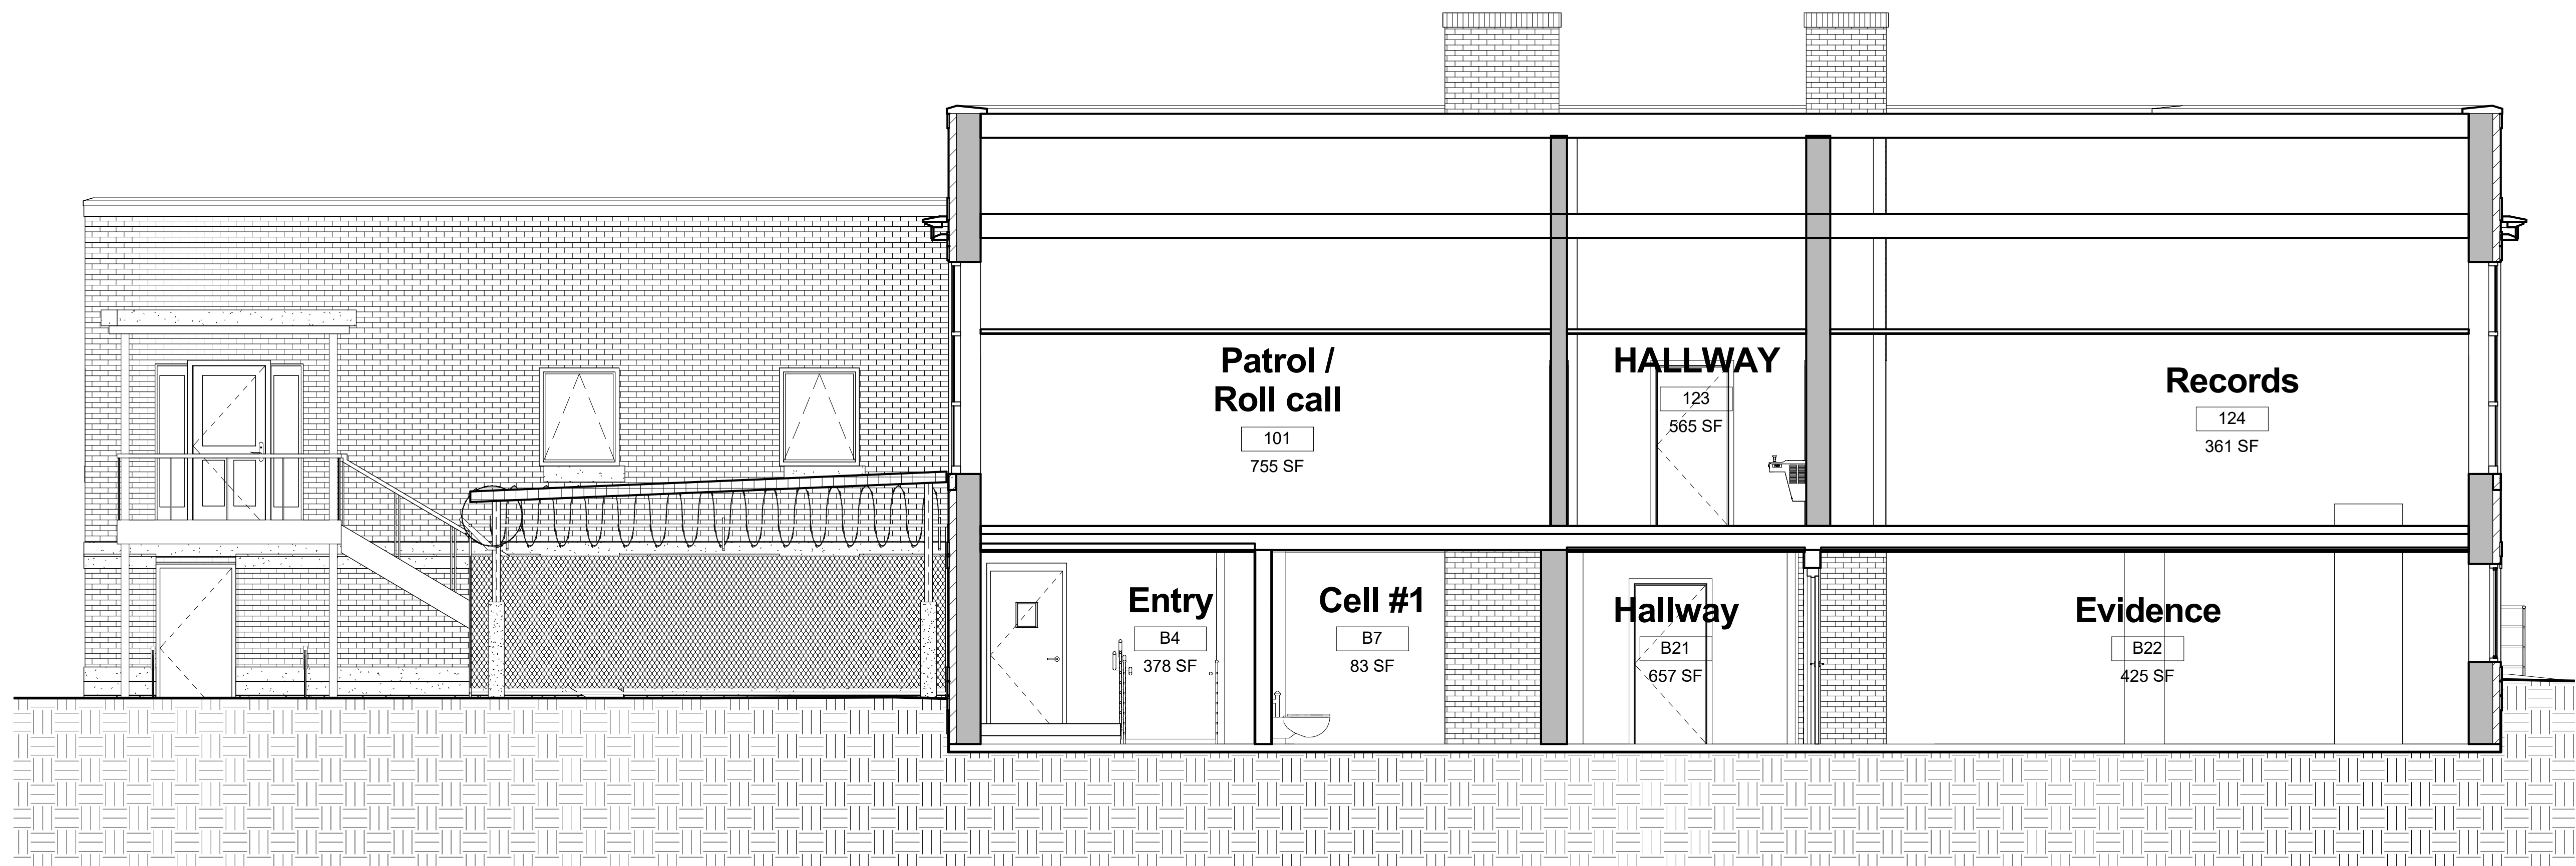 Patrol /
Roll call
101
755 SF
HALLWAY
123
565 SF
Records
124
361 SF
Entry
B4
378 SF
Cell #1
B7
83 SF
Hallway
B21
657 SF
Evidence
B22
425 SF